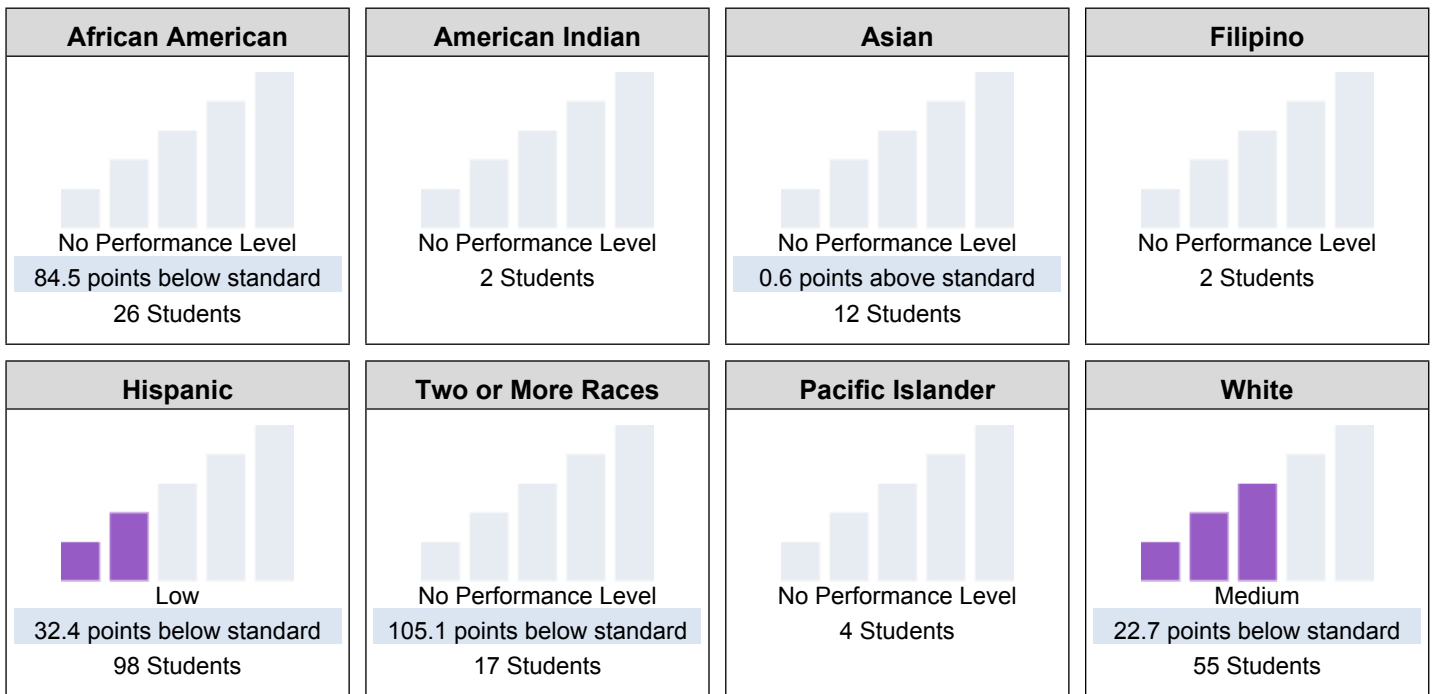 African American
No Performance Level
84.5 points below standard
26 Students
American Indian
No Performance Level
2 Students
Asian
No Performance Level
0.6 points above standard
12 Students
Filipino
No Performance Level
2 Students
Hispanic
Low
32.4 points below standard
98 Students
Two or More Races
No Performance Level
105.1 points below standard
17 Students
Pacific Islander
No Performance Level
4 Students
White
Medium
22.7 points below standard
55 Students